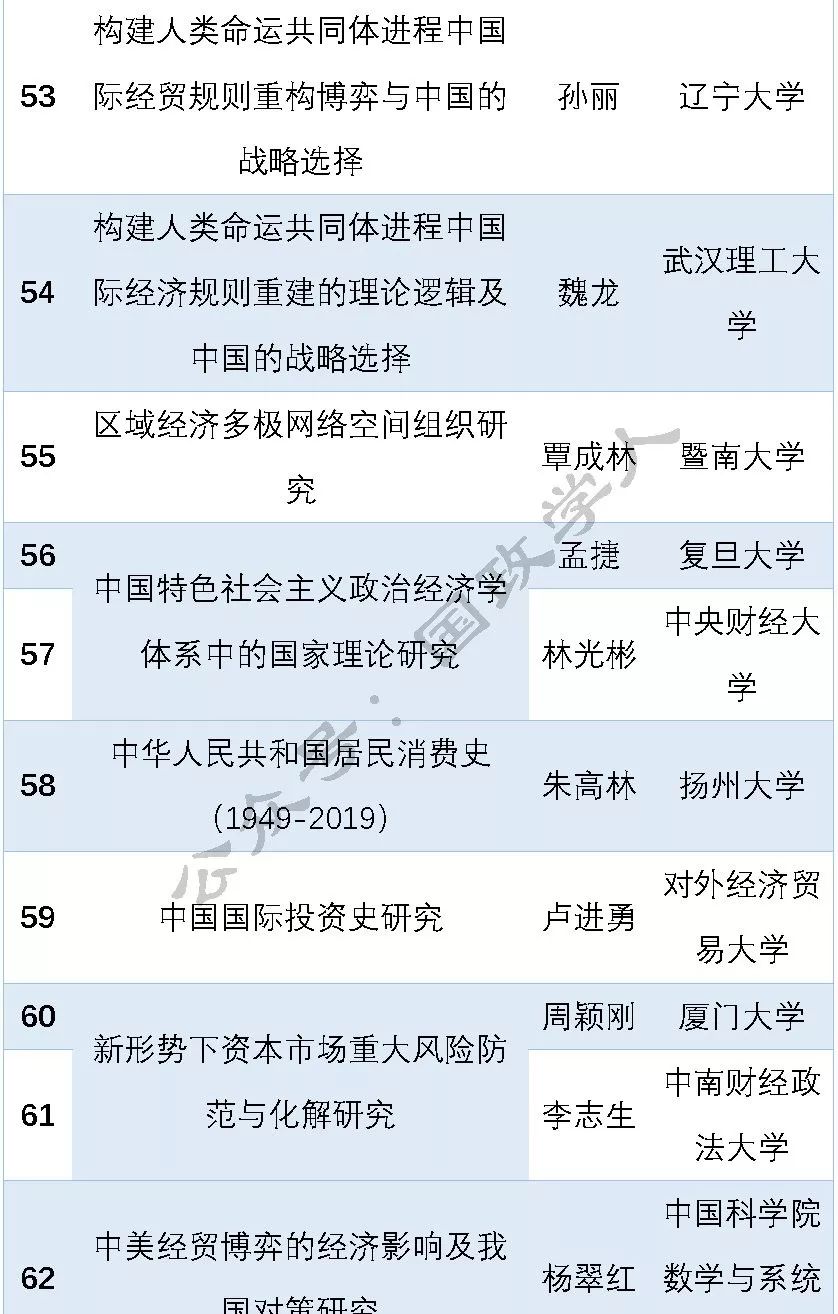 构建人类命运共同体进程中国
53 际经贸规则重构博弈与中国的 孙丽 辽宁大学
战略选择
构建人类命运共同体进程中国
54 际经济规则重建的理论逻辑及 魏龙 武汉理工大
学
中国的战略选择
55 区域经济多极网络空间组织研 覃成林 暨南大学
究
56 孟捷 复旦大学
中国特色社会主义政治经济学
57 体系中的国家理论研究 林光彬 中央财经大
学
58 中华人民共和国居民消费史 朱高林 扬州大学
(1949-2019)
59 中国国际投资史研究 卢进勇 对外经济贸
易大学
60 周颖刚 厦门大学
新形势下资本市场重大风险防
61 范与化解研究 李志生 中南财经政
法大学
中国科学院
62 中美经贸博弈的经济影响及我 杨翠红 数学与系统
国对策研究
公众号：国政学人